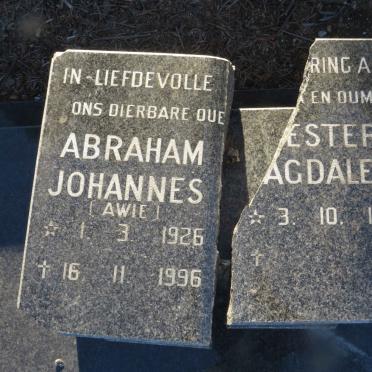 IN-LIEFDEVOLLE
ONS DIERBARE OUE
ABRAHAM
JOHANNES
[AWIE]
☆ 1 3 1926
✝ 16 11 1996
RING A
EN OUM
ESTER
AGDALE
☆ 3. 10. 1
✝